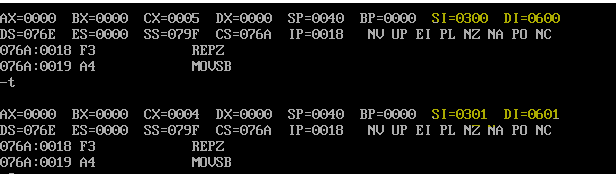 AX=0000 BX=0000 CX=0005 DX=0000 SP=0040 BP=0000 SI=0300 DI=0600
DS=076E ES=0000 SS=079F CS=076A IP=0018 NV UP EI PL NZ NA PO NC
076A:0018 F3 REPZ
076A:0019 A4 MOVSB
-t
AX=0000 BX=0000 CX=0004 DX=0000 SP=0040 BP=0000 SI=0301 DI=0601
DS=076E ES=0000 SS=079F CS=076A IP=0018 NV UP EI PL NZ NA PO NC
076A:0018 F3 REPZ
076A:0019 A4 MOVSB